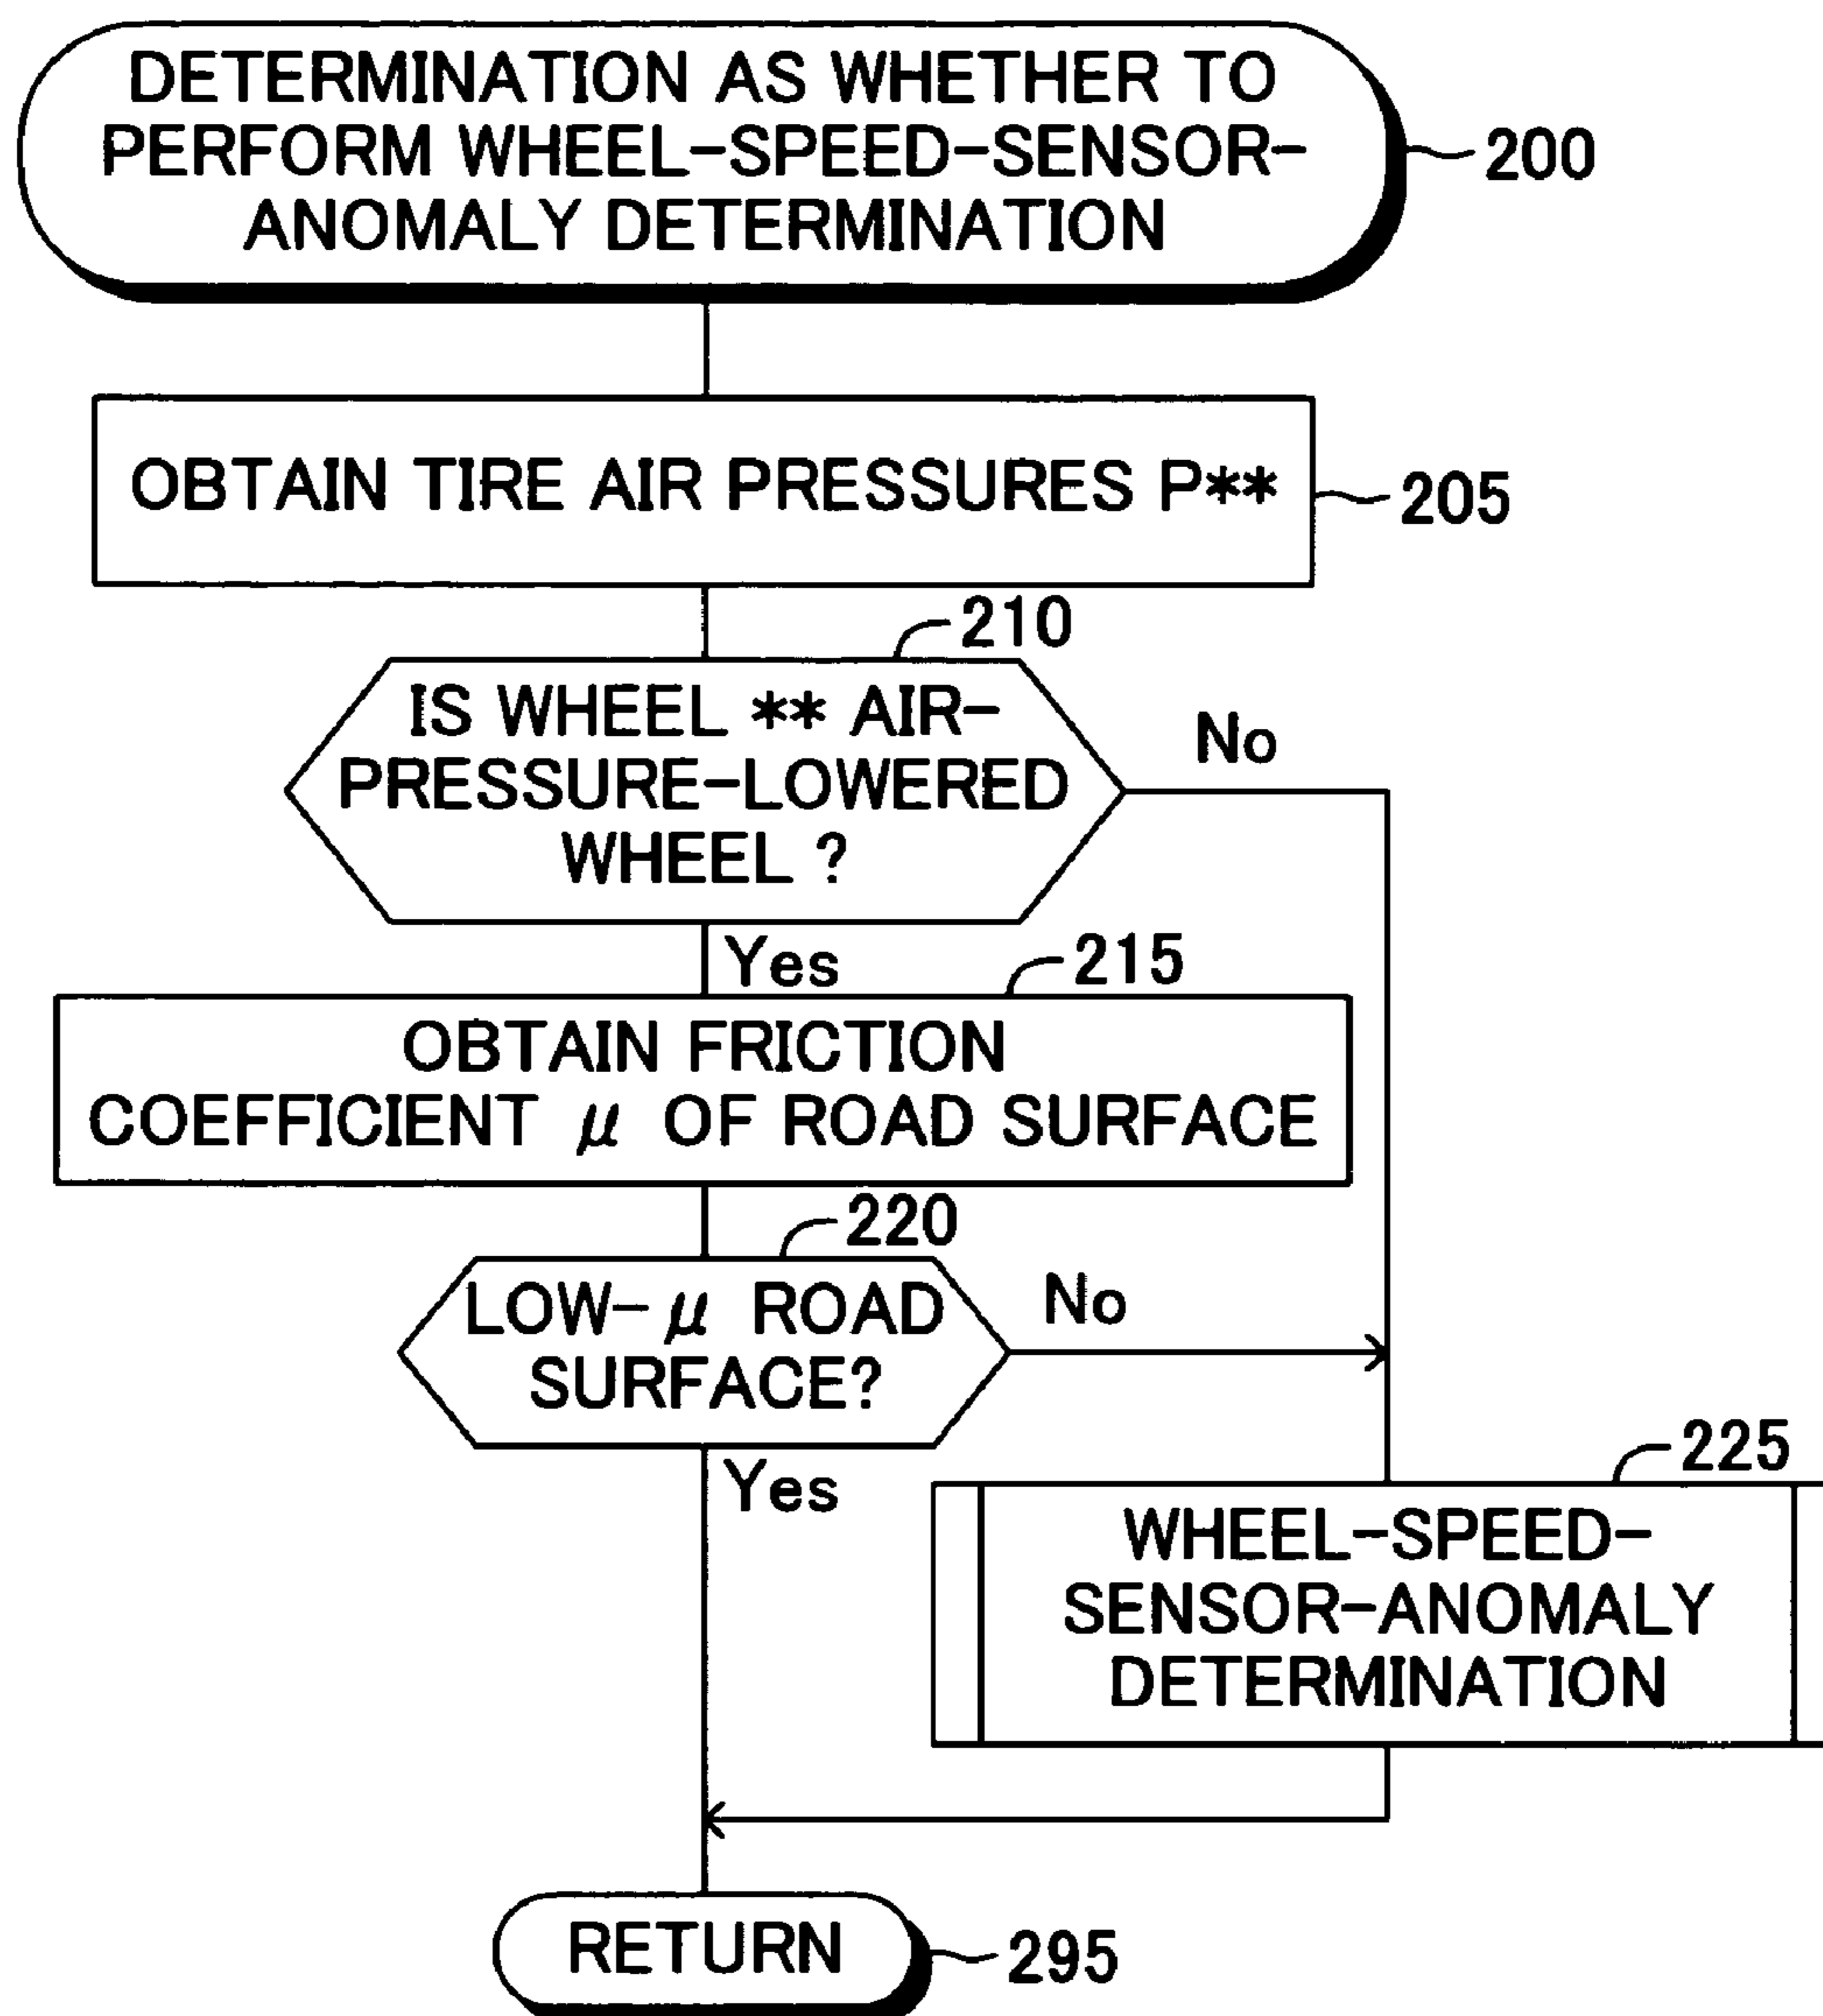 DETERMINATION AS WHETHER TO
PERFORM WHEEL-SPEED-SENSOR-
ANOMALY DETERMINATION
200
OBTAIN TIRE AIR PRESSURES P**
205
210
IS WHEEL ** AIR-
PRESSURE-LOWERED
WHEEL ?
No
Yes
215
OBTAIN FRICTION
COEFFICIENT μ OF ROAD SURFACE
220
LOW-μ ROAD
SURFACE?
No
Yes
225
WHEEL-SPEED-
SENSOR-ANOMALY
DETERMINATION
RETURN
295